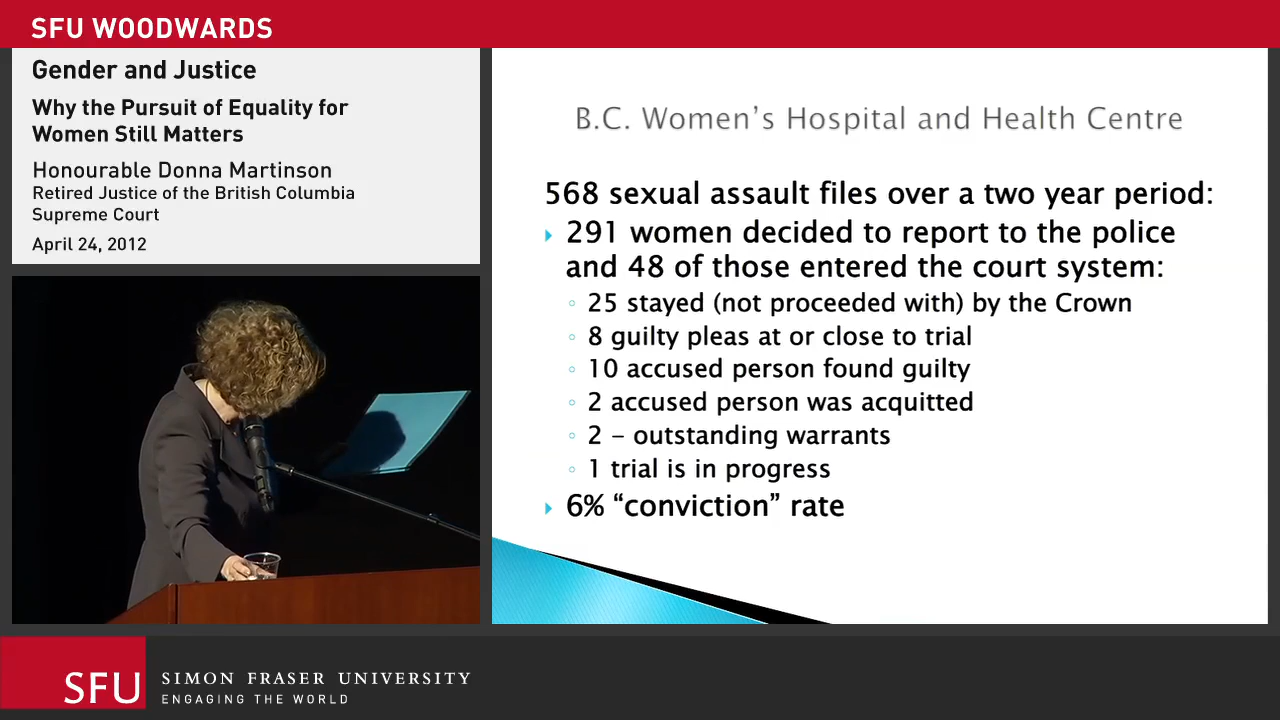 SFU WOODWARDS
Gender and Justice
Why the Pursuit of Equality for
Women Still Matters
Honourable Donna Martinson
Retired Justice of the British Columbia
Supreme Court
April 24, 2012
B.C. Women's Hospital and Health Centre
568 sexual assault files over a two year period:
291 women decided to report to the police
and 48 of those entered the court system:
25 stayed (not proceeded with) by the Crown
8 guilty pleas at or close to trial
10 accused person found guilty
2 accused person was acquitted
2 – outstanding warrants
1 trial is in progress
6% “conviction” rate
SFU
SIMON FRASER UNIVERSITY
ENGAGING THE WORLD